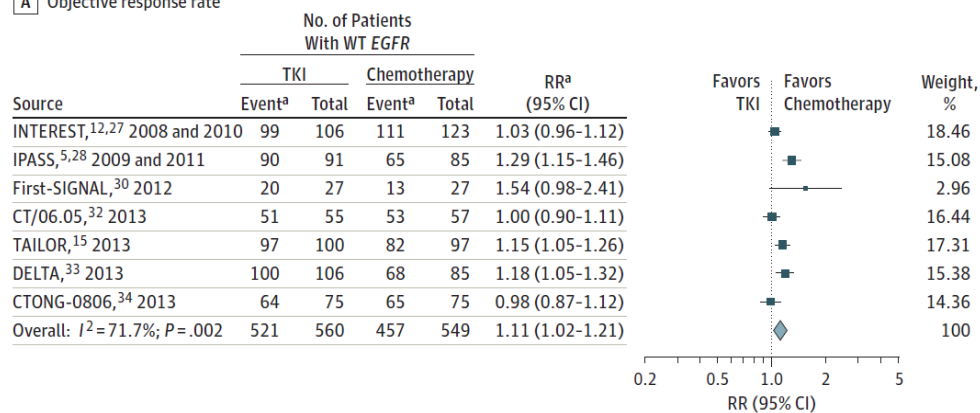 A Objective response rate
No. of Patients
With WT EGFR
TKI Chemotherapy RRᵃ Favors Favors Weight,
Source Eventᵃ Total Eventᵃ Total (95% CI) TKI Chemotherapy %
INTEREST,¹²,²⁷ 2008 and 2010 99 106 111 123 1.03 (0.96-1.12) 18.46
IPASS,⁵,²⁸ 2009 and 2011 90 91 65 85 1.29 (1.15-1.46) 15.08
First-SIGNAL,³⁰ 2012 20 27 13 27 1.54 (0.98-2.41) 2.96
CT/06.05,³² 2013 51 55 53 57 1.00 (0.90-1.11) 16.44
TAILOR,¹⁵ 2013 97 100 82 97 1.15 (1.05-1.26) 17.31
DELTA,³³ 2013 100 106 68 85 1.18 (1.05-1.32) 15.38
CTONG-0806,³⁴ 2013 64 75 65 75 0.98 (0.87-1.12) 14.36
Overall: I² = 71.7%; P = .002 521 560 457 549 1.11 (1.02-1.21) 100
0.2 0.5 1.0 2 5
RR (95% CI)